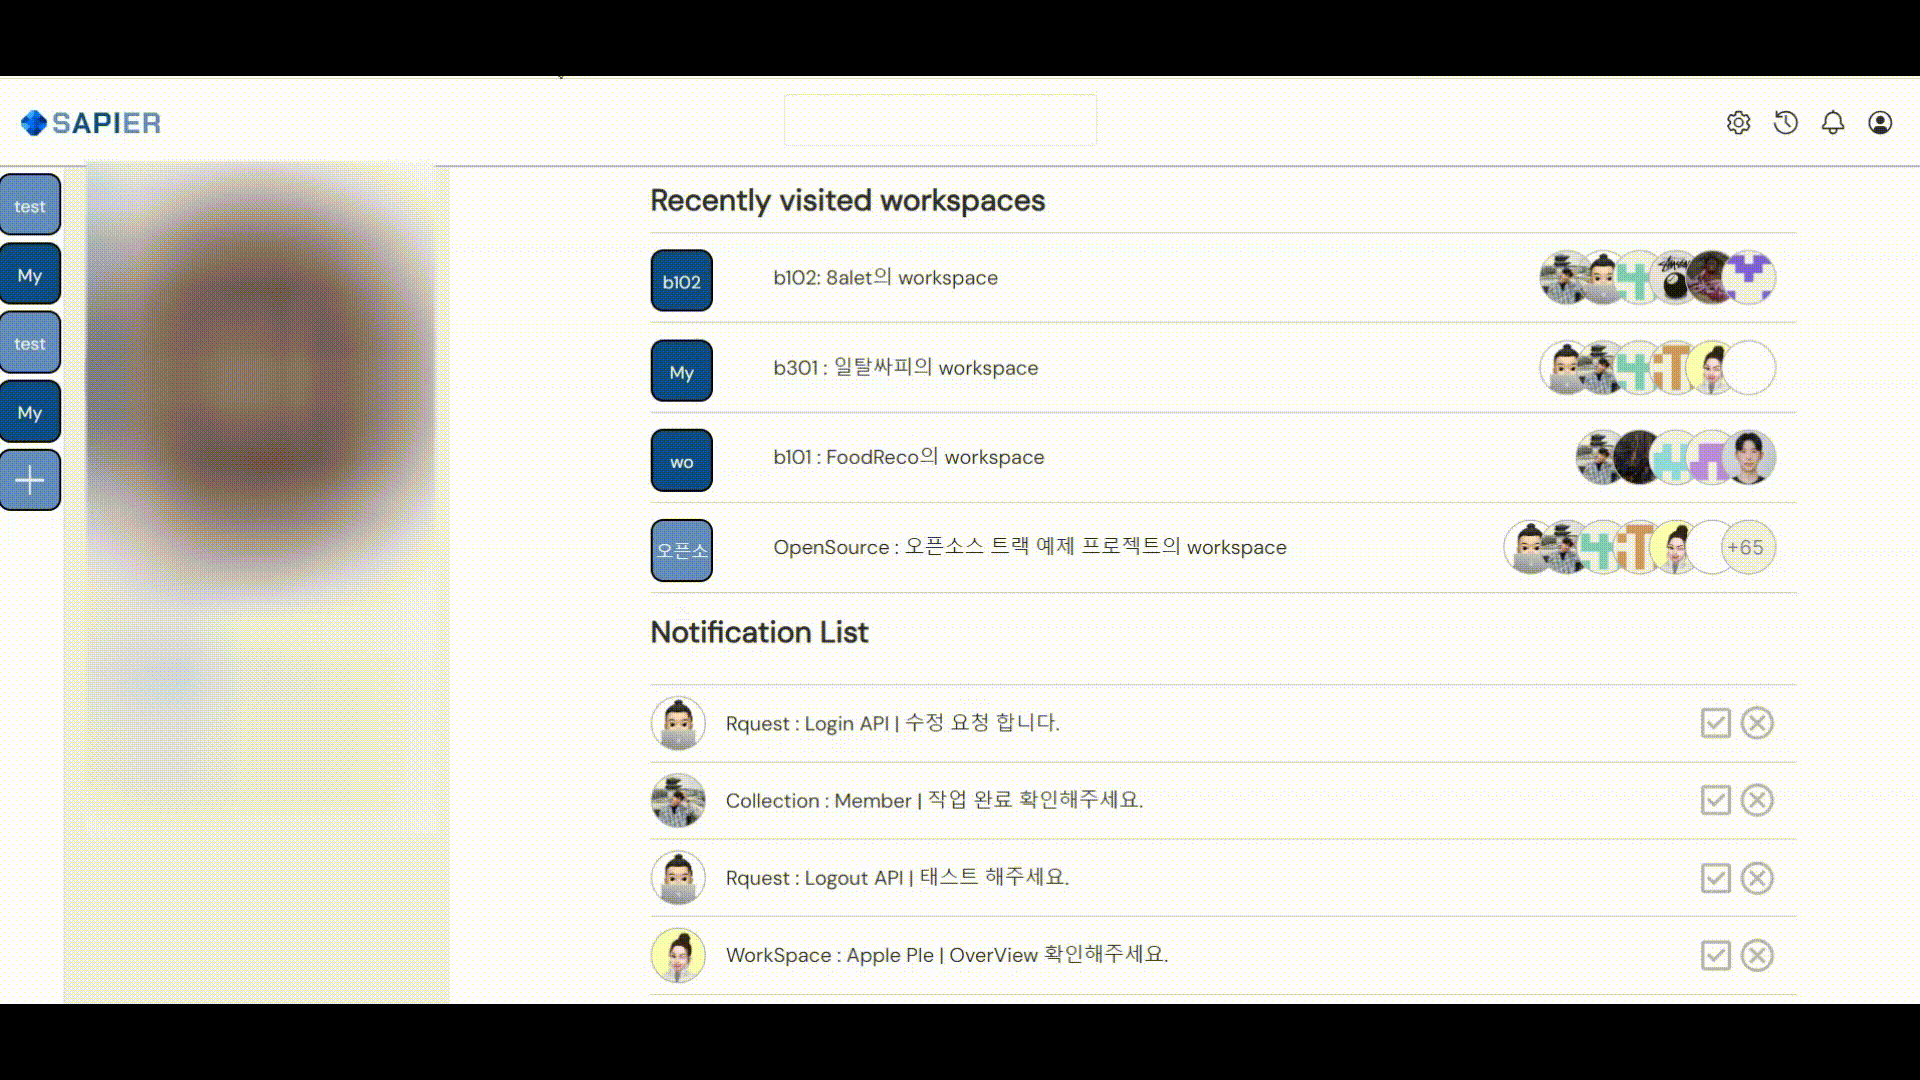 SAPIER
test
My
test
My
Recently visited workspaces
b102
b102: 8alet의 workspace
My
b301 : 일탈싸피의 workspace
wo
b101 : FoodReco의 workspace
오픈소
OpenSource : 오픈소스 트랙 예제 프로젝트의 workspace
+65
Notification List
Rquest : Login API | 수정 요청 합니다.
Collection : Member | 작업 완료 확인해주세요.
Rquest : Logout API | 태스트 해주세요.
WorkSpace : Apple PIe | OverView 확인해주세요.